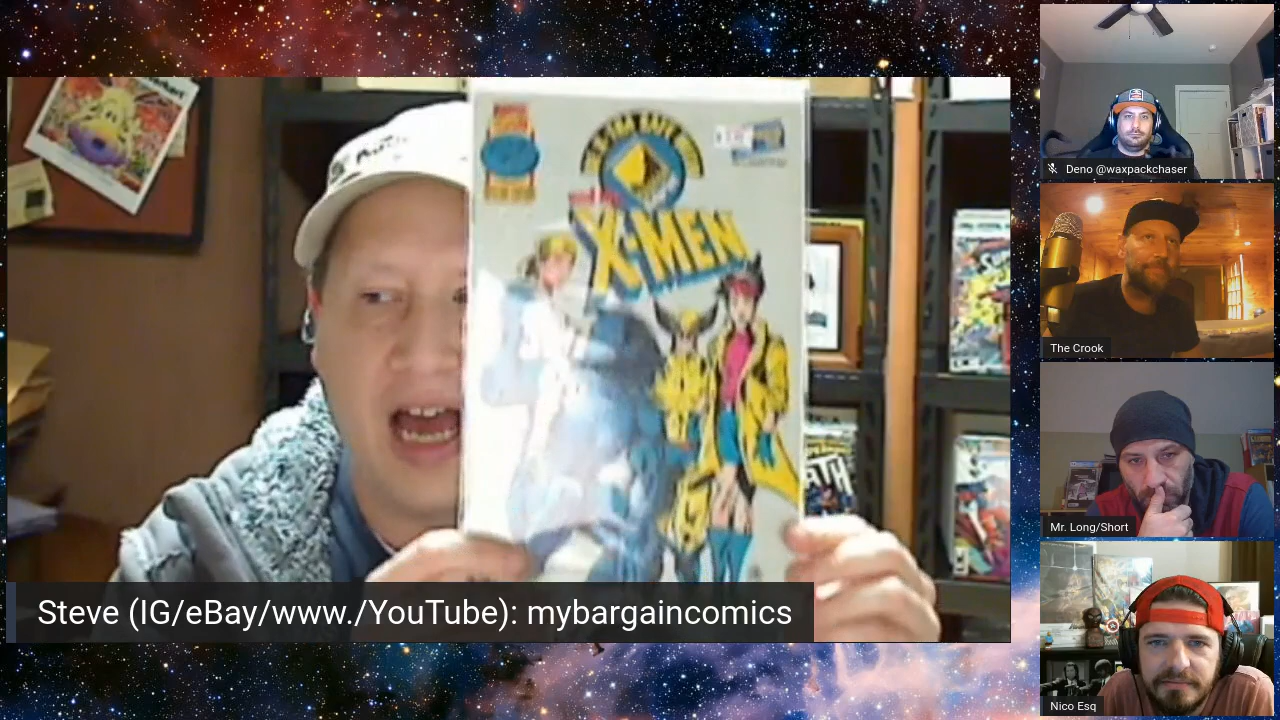 X-MEN
Steve (IG/eBay/www./YouTube): mybargaincomics
Deno @waxpackchaser
The Crook
Mr. Long/Short
Nico Esq